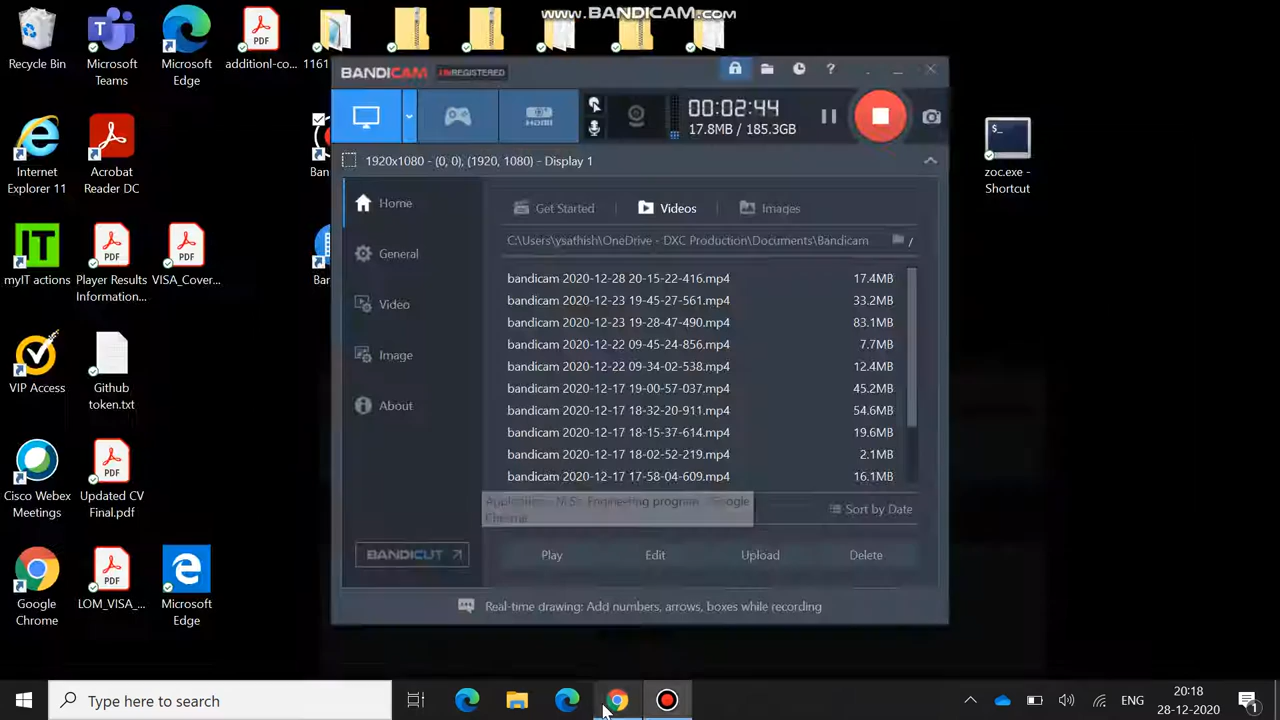 www.BANDICAM.com
Recycle Bin
Microsoft
Teams
Microsoft
Edge
additionl-co...
1161
Internet
Explorer 11
Acrobat
Reader DC
Ban
zoc.exe -
Shortcut
myIT actions
Player Results
Information...
VISA_Cover...
Bar
VIP Access
Github
token.txt
Cisco Webex
Meetings
Updated CV
Final.pdf
Google
Chrome
LOM_VISA_...
Microsoft
Edge
BANDICAM UNREGISTERED
HDMI
00:02:44
17.8MB / 185.3GB
1920x1080 - (0, 0), (1920, 1080) - Display 1
Home
General
Video
Image
About
BANDICUT
Get Started
Videos
Images
C:\Users\ysathish\OneDrive - DXC Production\Documents\Bandicam
bandicam 2020-12-28 20-15-22-416.mp4 17.4MB
bandicam 2020-12-23 19-45-27-561.mp4 33.2MB
bandicam 2020-12-23 19-28-47-490.mp4 83.1MB
bandicam 2020-12-22 09-45-24-856.mp4 7.7MB
bandicam 2020-12-22 09-34-02-538.mp4 12.4MB
bandicam 2020-12-17 19-00-57-037.mp4 45.2MB
bandicam 2020-12-17 18-32-20-911.mp4 54.6MB
bandicam 2020-12-17 18-15-37-614.mp4 19.6MB
bandicam 2020-12-17 18-02-52-219.mp4 2.1MB
bandicam 2020-12-17 17-58-04-609.mp4 16.1MB
Engineering program - Google
Chrome
Sort by Date
Play
Edit
Upload
Delete
Real-time drawing: Add numbers, arrows, boxes while recording
Type here to search
ENG
20:18
28-12-2020
1